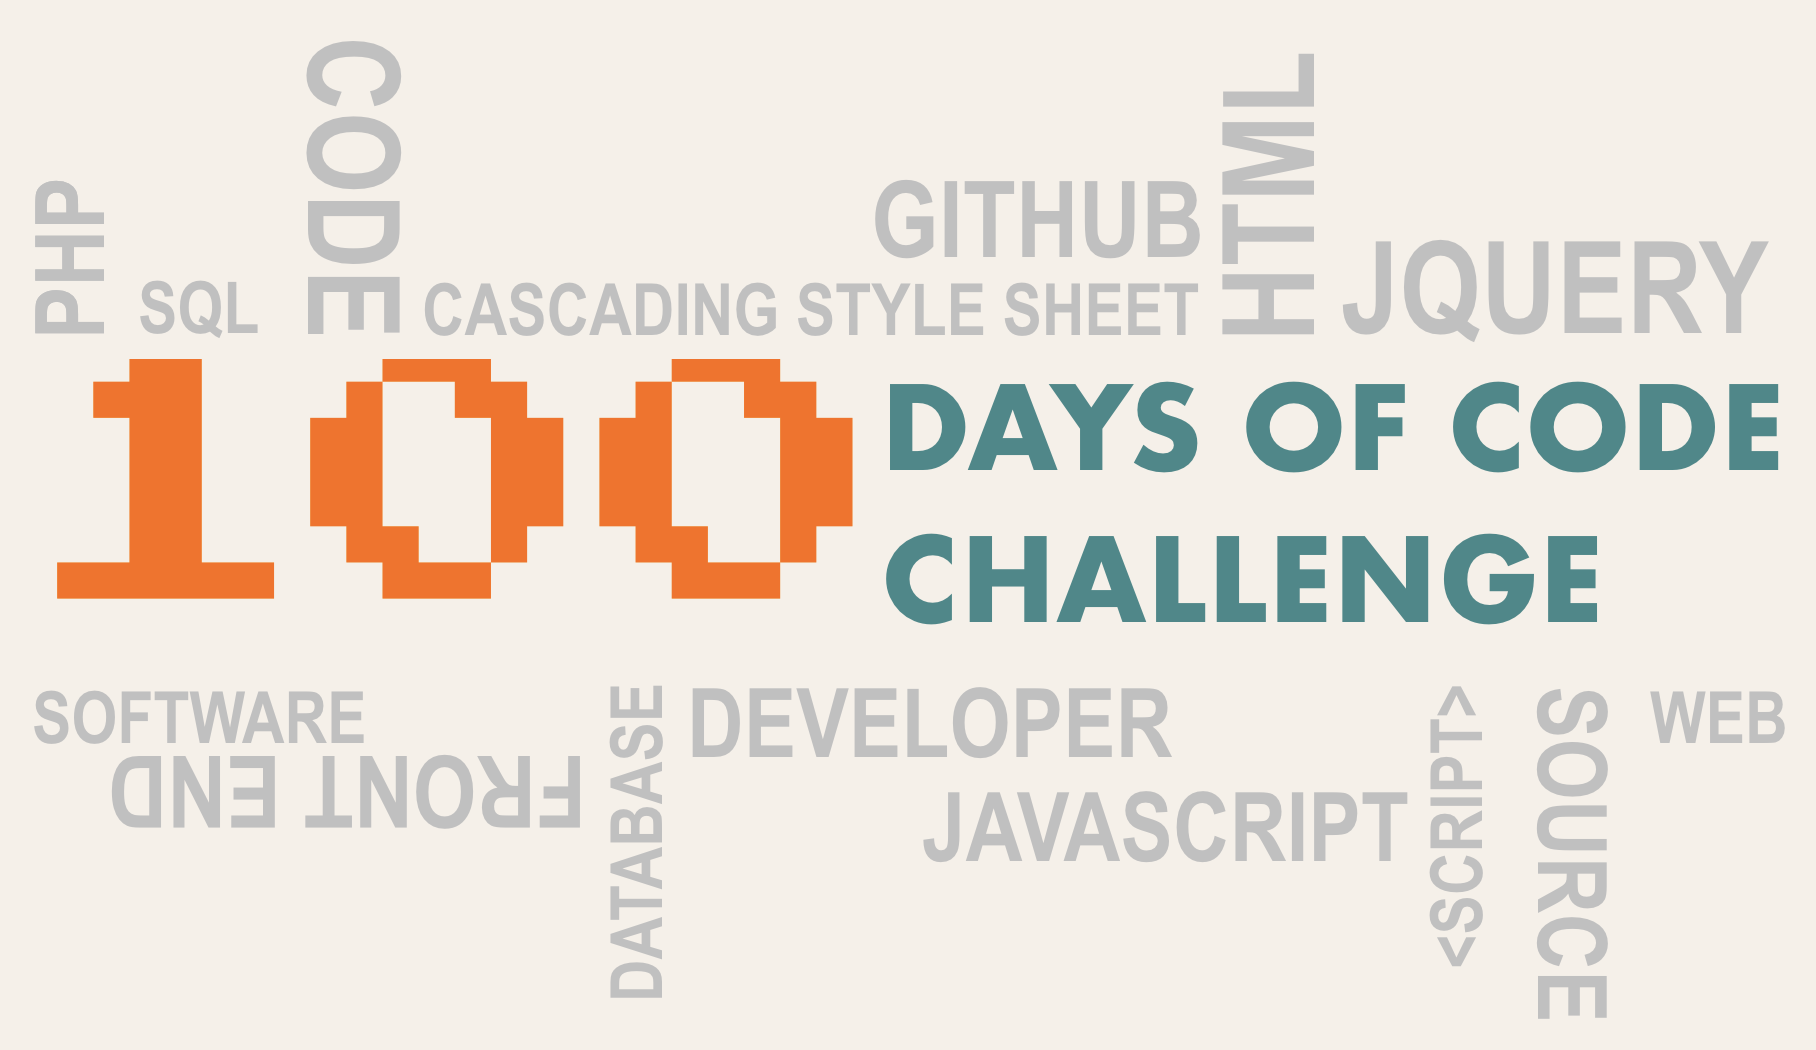 CODE
HTML
PHP
GITHUB
SQL
CASCADING STYLE SHEET
JQUERY
100
DAYS OF CODE
CHALLENGE
SOFTWARE
FRONT END
DATABASE
DEVELOPER
JAVASCRIPT
<SCRIPT>
SOURCE
WEB